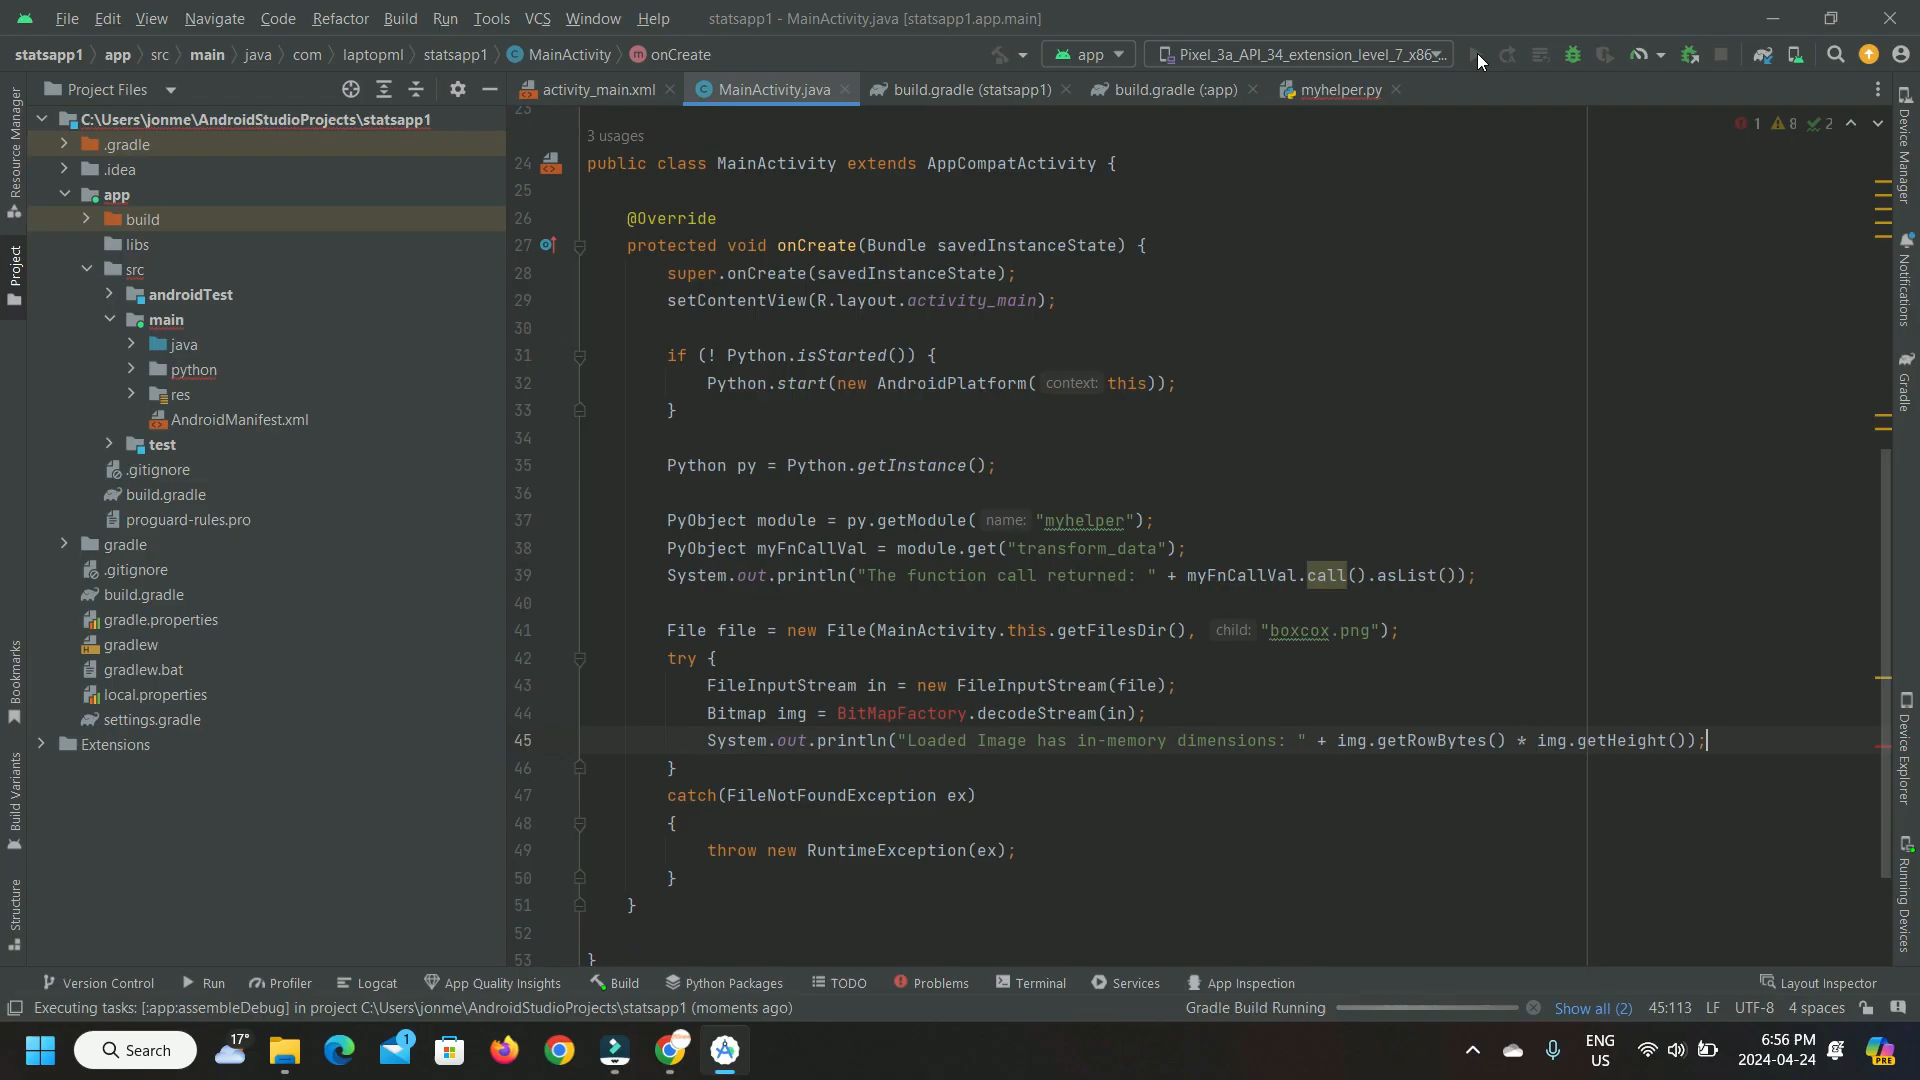 File Edit View Navigate Code Refactor Build Run Tools VCS Window Help statsapp1 - MainActivity.java [statsapp1.app.main]
statsapp1 app src main java com laptopml statsapp1 MainActivity onCreate app Pixel_3a_API_34_extension_level_7_x86...
Project Files
activity_main.xml MainActivity.java build.gradle (statsapp1) build.gradle (:app) myhelper.py
Resource Manager
Project
Bookmarks
Build Variants
Structure
C:\Users\jonme\AndroidStudioProjects\statsapp1
.gradle
.idea
app
build
libs
src
androidTest
main
java
python
res
AndroidManifest.xml
test
.gitignore
build.gradle
proguard-rules.pro
gradle
.gitignore
build.gradle
gradle.properties
gradlew
gradlew.bat
local.properties
settings.gradle
Extensions
1 8 2
23
3 usages
24 public class MainActivity extends AppCompatActivity {
25
26 @Override
27 protected void onCreate(Bundle savedInstanceState) {
28 super.onCreate(savedInstanceState);
29 setContentView(R.layout.activity_main);
30
31 if (! Python.isStarted()) {
32 Python.start(new AndroidPlatform( context: this));
33 }
34
35 Python py = Python.getInstance();
36
37 PyObject module = py.getModule( name: "myhelper");
38 PyObject myFnCallVal = module.get("transform_data");
39 System.out.println("The function call returned: " + myFnCallVal.call().asList());
40
41 File file = new File(MainActivity.this.getFilesDir(), child: "boxcox.png");
42 try {
43 FileInputStream in = new FileInputStream(file);
44 Bitmap img = BitMapFactory.decodeStream(in);
45 System.out.println("Loaded Image has in-memory dimensions: " + img.getRowBytes() * img.getHeight());
46 }
47 catch(FileNotFoundException ex)
48 {
49 throw new RuntimeException(ex);
50 }
51 }
52
53 }
Device Manager
Notifications
Gradle
Device Explorer
Running Devices
Version Control Run Profiler Logcat App Quality Insights Build Python Packages TODO Problems Terminal Services App Inspection Layout Inspector
Executing tasks: [:app:assembleDebug] in project C:\Users\jonme\AndroidStudioProjects\statsapp1 (moments ago) Gradle Build Running Show all (2) 45:113 LF UTF-8 4 spaces
17°
Search
1
ENG
US
6:56 PM
2024-04-24
PRE